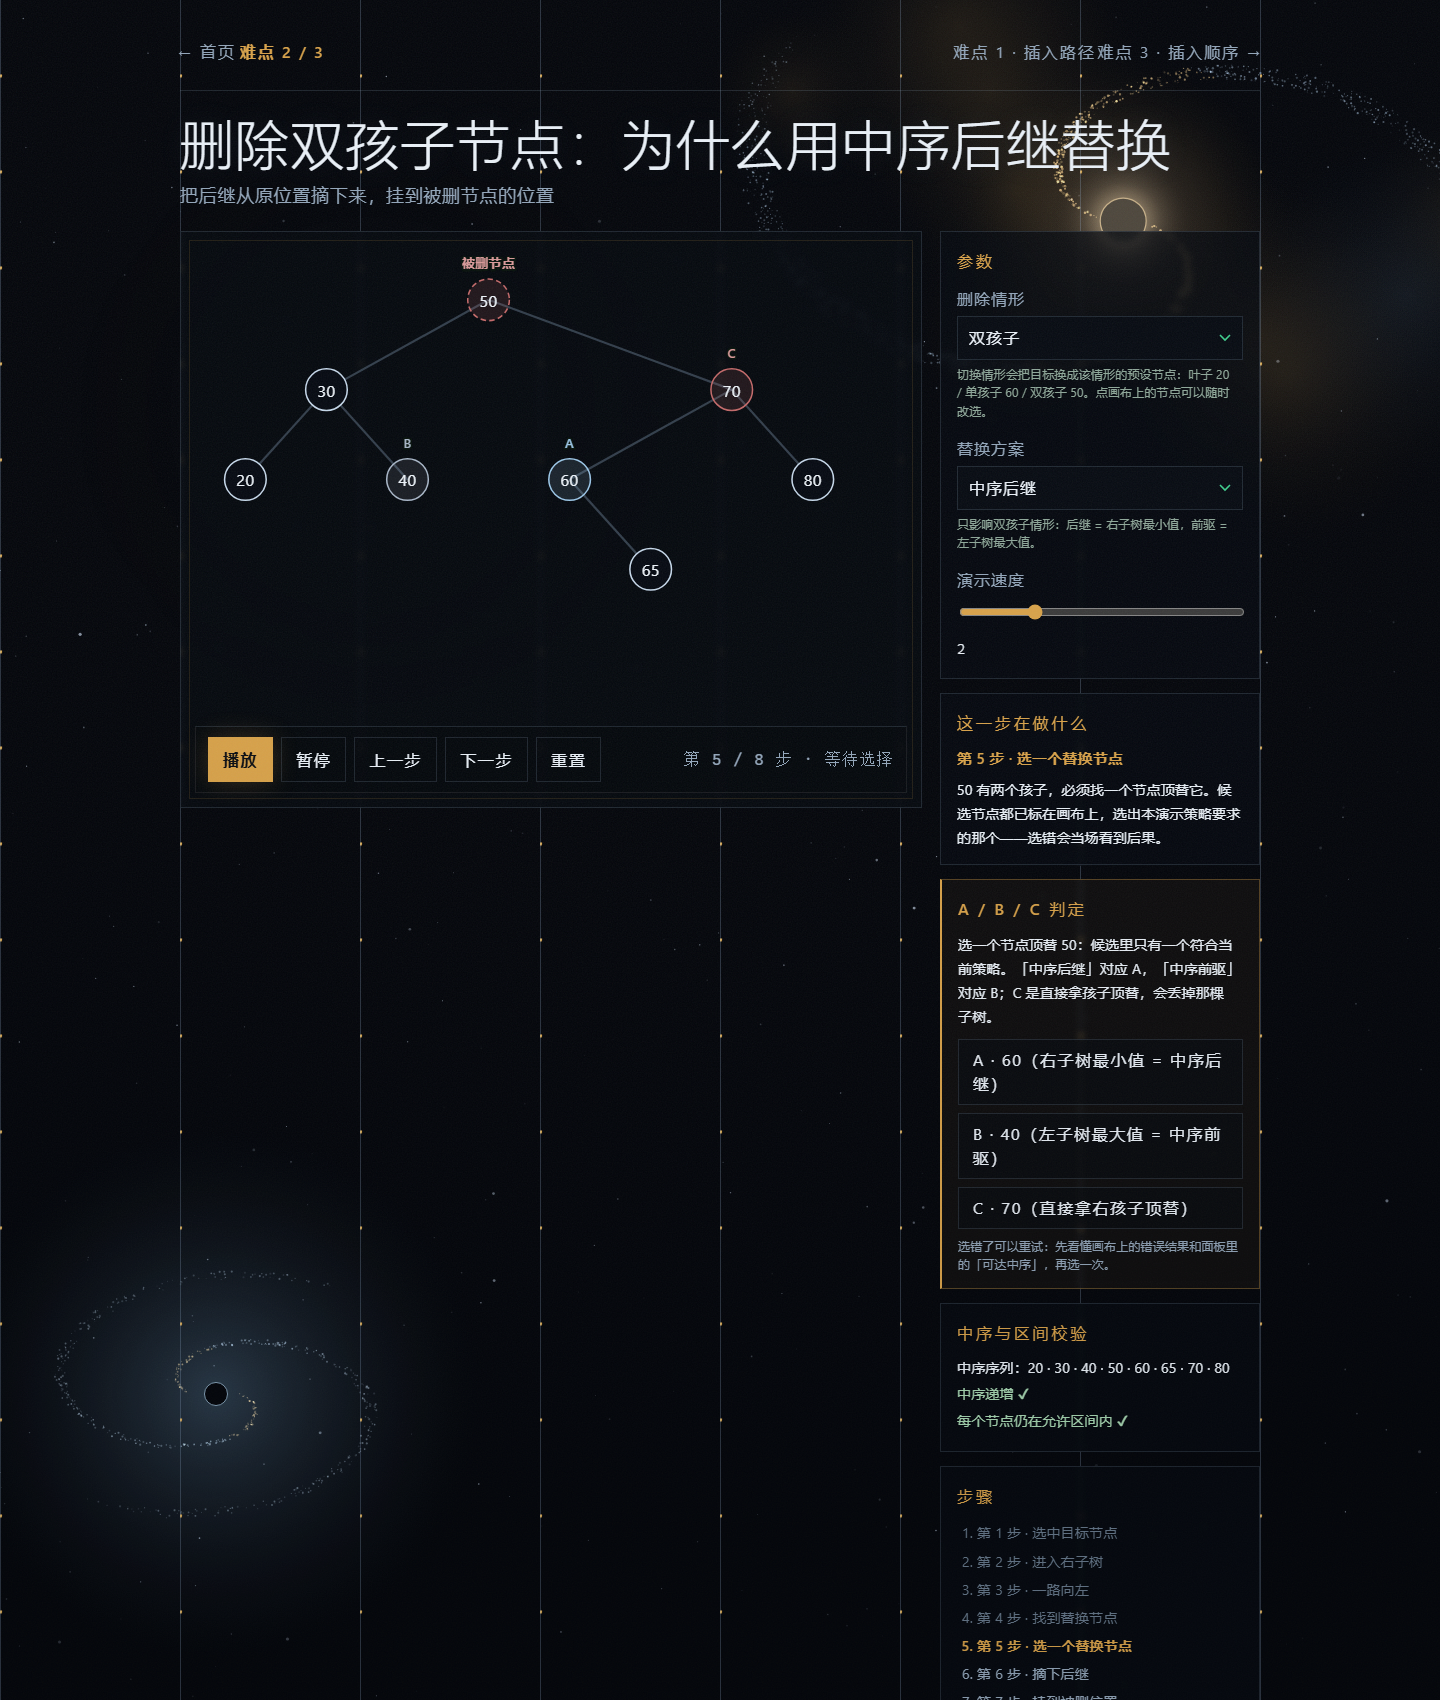 ← 首页 难点 2 / 3
难点 1 · 插入路径 难点 3 · 插入顺序 →
删除双孩子节点：为什么用中序后继替换
把后继从原位置摘下来，挂到被删节点的位置
被删节点
50
C
30
70
B
A
20
40
60
80
65
播放
暂停
上一步
下一步
重置
第 5 / 8 步 · 等待选择
参数
删除情形
双孩子
切换情形会把目标换成该情形的预设节点：叶子 20
/ 单孩子 60 / 双孩子 50。点画布上的节点可以随时
改选。
替换方案
中序后继
只影响双孩子情形：后继 = 右子树最小值，前驱 =
左子树最大值。
演示速度
2
这一步在做什么
第 5 步 · 选一个替换节点
50 有两个孩子，必须找一个节点顶替它。候
选节点都已标在画布上，选出本演示策略要求
的那个——选错会当场看到后果。
A / B / C 判定
选一个节点顶替 50：候选里只有一个符合当
前策略。「中序后继」对应 A，「中序前驱」
对应 B；C 是直接拿孩子顶替，会丢掉那棵
子树。
A · 60（右子树最小值 = 中序后
继）
B · 40（左子树最大值 = 中序前
驱）
C · 70（直接拿右孩子顶替）
选错了可以重试：先看懂画布上的错误结果和面板里
的「可达中序」，再选一次。
中序与区间校验
中序序列：20 · 30 · 40 · 50 · 60 · 65 · 70 · 80
中序递增 ✓
每个节点仍在允许区间内 ✓
步骤
1. 第 1 步 · 选中目标节点
2. 第 2 步 · 进入右子树
3. 第 3 步 · 一路向左
4. 第 4 步 · 找到替换节点
5. 第 5 步 · 选一个替换节点
6. 第 6 步 · 摘下后继